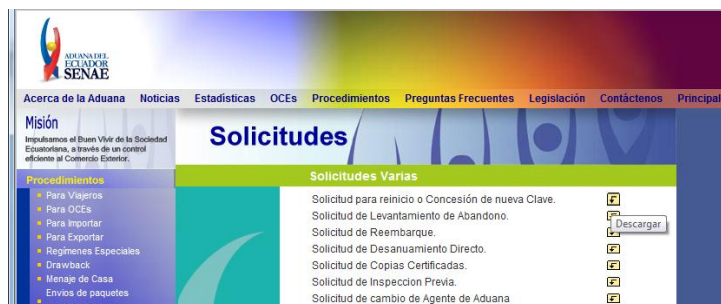 ADUANA DEL
ECUADOR
SENAE
Acerca de la Aduana Noticias Estadísticas OCEs Procedimientos Preguntas Frecuentes Legislación Contáctenos Principal
Misión
Impulsamos el Buen Vivir de la Sociedad
Ecuatoriana, a través de un control
eficiente al Comercio Exterior.
Solicitudes
Procedimientos
Para Viajeros
Para OCEs
Para Importar
Para Exportar
Regímenes Especiales
Drawback
Menaje de Casa
Envios de paquetes
Solicitudes Varias
Solicitud para reinicio o Concesión de nueva Clave.
Solicitud de Levantamiento de Abandono.
Descargar
Solicitud de Reembarque.
Solicitud de Desanuamiento Directo.
Solicitud de Copias Certificadas.
Solicitud de Inspeccion Previa.
Solicitud de cambio de Agente de Aduana